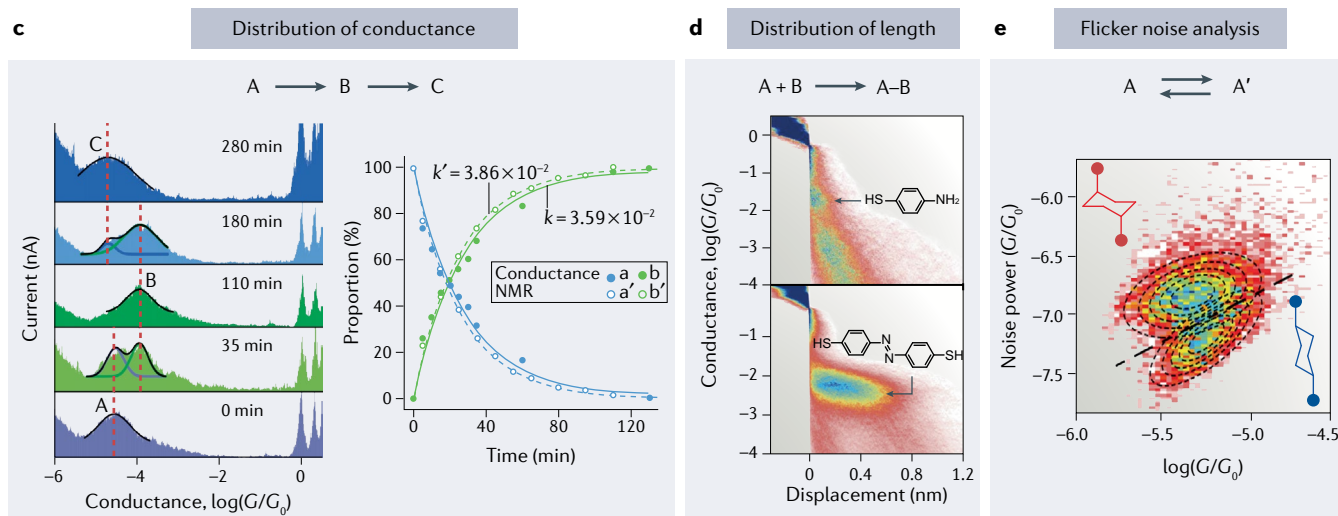 c
Distribution of conductance
A → B → C
Current (nA)
C
280 min
180 min
B
110 min
35 min
A
0 min
−6 −4 −2 0
Conductance, log(G/G₀)
Proportion (%)
100
80
60
40
20
0
k′ = 3.86 × 10⁻²
k = 3.59 × 10⁻²
Conductance a b
NMR a′ b′
0 40 80 120
Time (min)
d
Distribution of length
A + B → A–B
Conductance, log(G/G₀)
0
−1
−2
−3
−4
HS NH₂
−1
−2
−3
−4
HS N N SH
0 0.4 0.8 1.2
Displacement (nm)
e
Flicker noise analysis
A ⇌ A′
Noise power (G/G₀)
−6.0
−6.5
−7.0
−7.5
−6.0 −5.5 −5.0 −4.5
log(G/G₀)